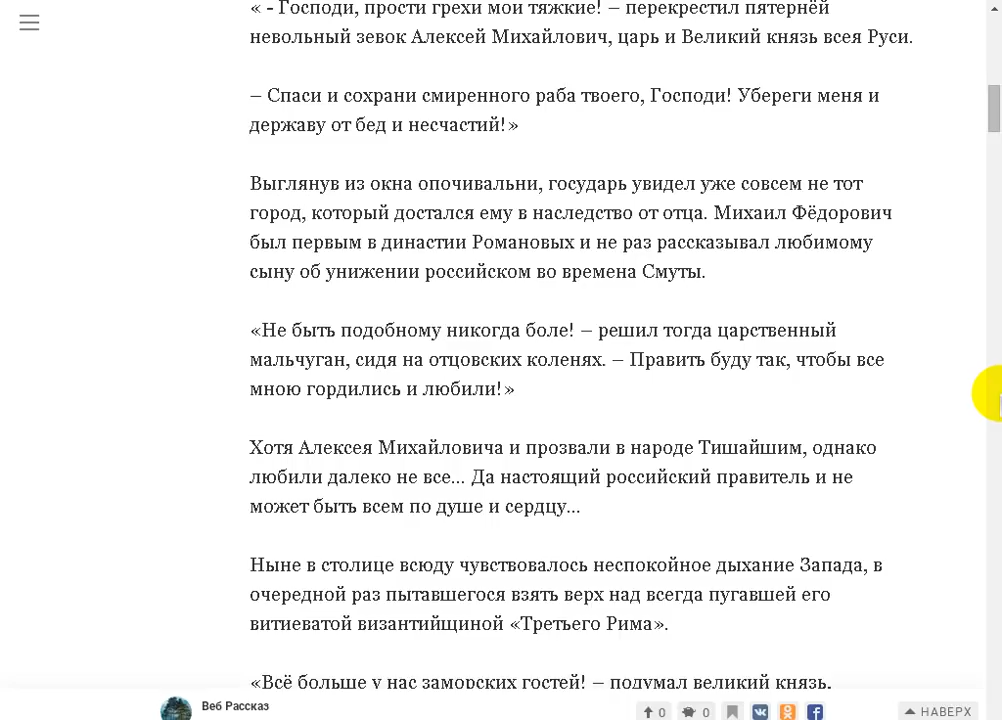 « - Господи, прости грехи мои тяжкие! – перекрестил пятернёй
невольный зевок Алексей Михайлович, царь и Великий князь всея Руси.
– Спаси и сохрани смиренного раба твоего, Господи! Убереги меня и
державу от бед и несчастий!»
Выглянув из окна опочивальни, государь увидел уже совсем не тот
город, который достался ему в наследство от отца. Михаил Фёдорович
был первым в династии Романовых и не раз рассказывал любимому
сыну об унижении российском во времена Смуты.
«Не быть подобному никогда боле! – решил тогда царственный
мальчуган, сидя на отцовских коленях. – Править буду так, чтобы все
мною гордились и любили!»
Хотя Алексея Михайловича и прозвали в народе Тишайшим, однако
любили далеко не все... Да настоящий российский правитель и не
может быть всем по душе и сердцу...
Ныне в столице всюду чувствовалось неспокойное дыхание Запада, в
очередной раз пытавшегося взять верх над всегда пугавшей его
витиеватой византийщиной «Третьего Рима».
«Всё больше у нас заморских гостей! – подумал великий князь.
Веб Рассказ
0 0 НАВЕРХ